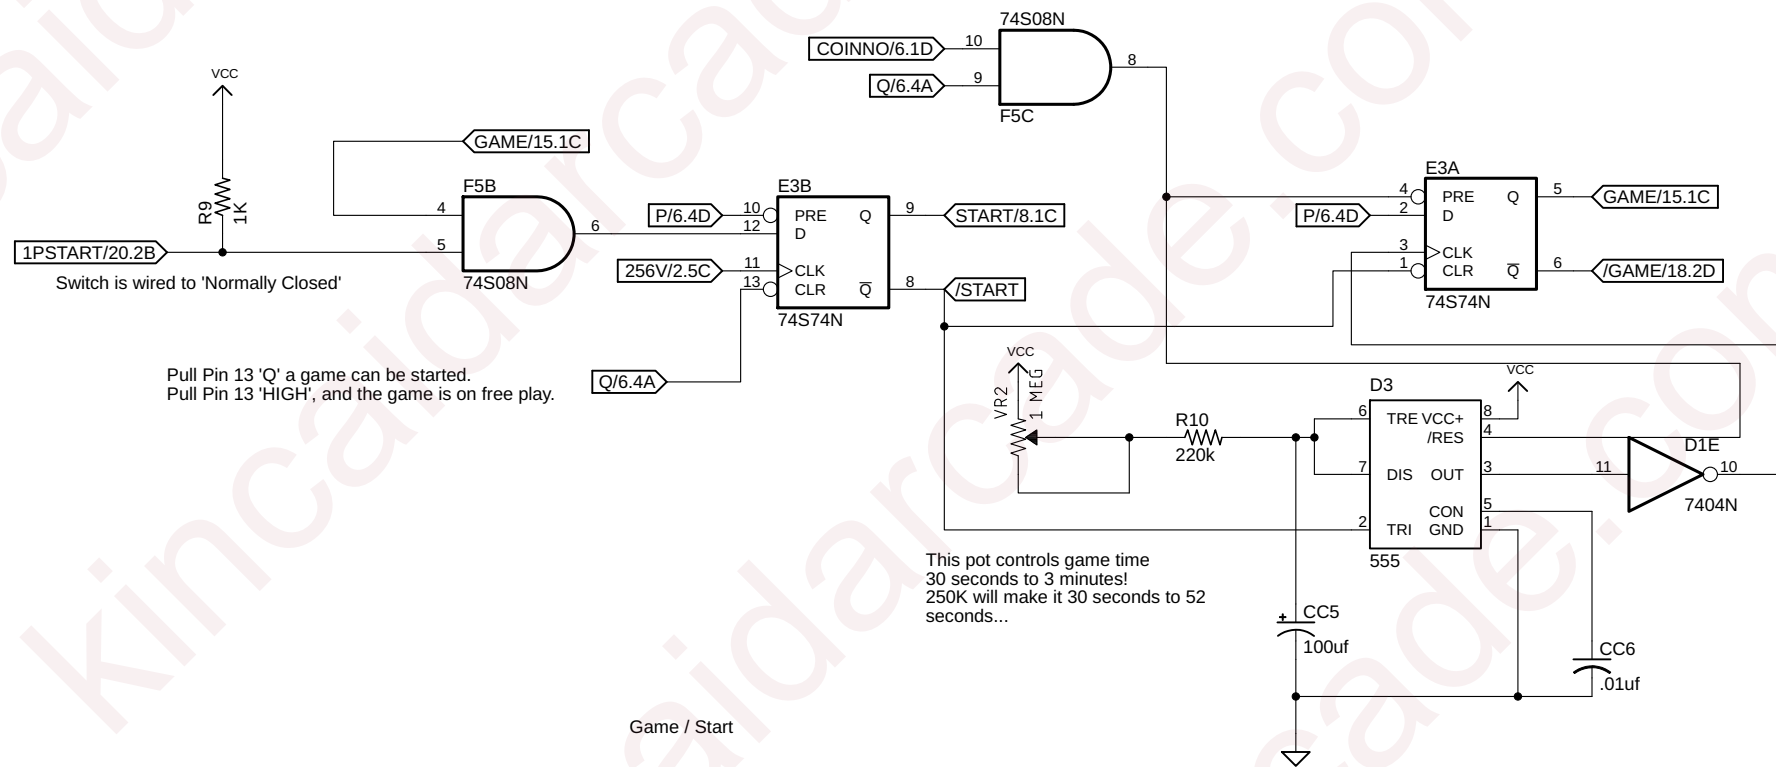 74S08N
COINNO/6.1D
10
8
Q/6.4A
9
F5C
VCC
GAME/15.1C
F5B
4
6
5
74S08N
R9
1K
1PSTART/20.2B
Switch is wired to 'Normally Closed'
E3B
P/6.4D
10
PRE
Q
9
START/8.1C
12
D
256V/2.5C
11
CLK
13
CLR
Q
8
/START
74S74N
E3A
4
PRE
Q
5
GAME/15.1C
P/6.4D
2
D
3
CLK
1
CLR
Q
6
/GAME/18.2D
74S74N
Pull Pin 13 'Q' a game can be started.
Pull Pin 13 'HIGH', and the game is on free play.
Q/6.4A
VCC
VR2
1 MEG
R10
220k
D3
VCC
6
TRE
VCC+
8
/RES
4
7
DIS
OUT
3
CON
5
2
TRI
GND
1
555
D1E
11
10
7404N
This pot controls game time
30 seconds to 3 minutes!
250K will make it 30 seconds to 52
seconds...
+
CC5
100uf
CC6
.01uf
Game / Start
kincaidarcade.com